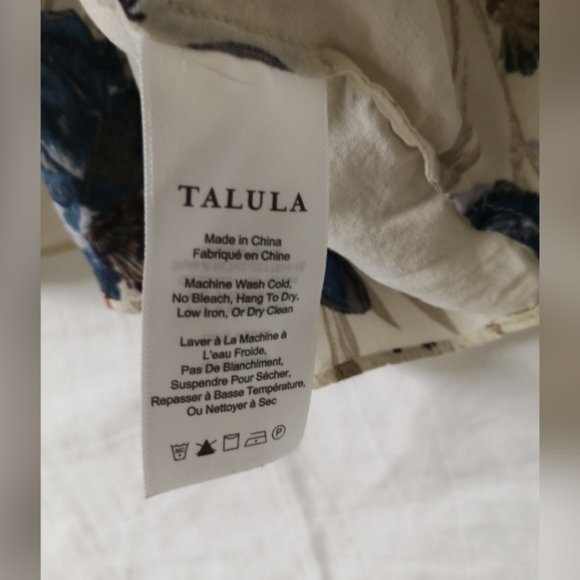 TALULA
Made in China
Fabriqué en Chine
Machine Wash Cold,
No Bleach, Hang To Dry,
Low Iron, Or Dry Clean
Laver à La Machine à
L'eau Froide,
Pas De Blanchiment,
Suspendre Pour Sécher,
Repasser à Basse Température,
Ou Nettoyer à Sec
P